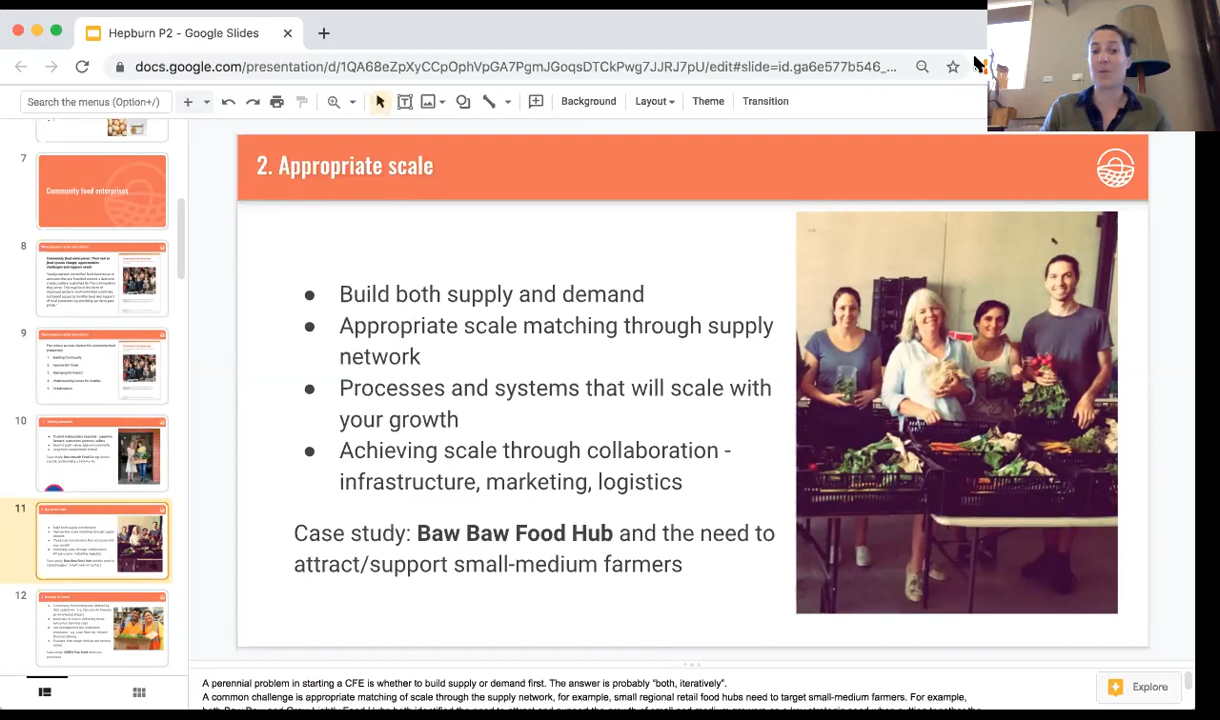 Hepburn P2 - Google Slides
docs.google.com/presentation/d/1QA68eZpXyCCpOphVpGA7PgmJGoqsDTCkPwg7JJRJ7pU/edit#slide=id.ga6e577b546_...
Search the menus (Option+/)
Background
Layout
Theme
Transition
7
Community food enterprises
8
9
10
11
12
2. Appropriate scale
● Build both supply and demand
● Appropriate scale matching through supply
network
● Processes and systems that will scale with
your growth
● Achieving scale through collaboration -
infrastructure, marketing, logistics
Case study: Baw Baw Food Hub and the need to
attract/support small-medium farmers
A perennial problem in starting a CFE is whether to build supply or demand first. The answer is probably "both, iteratively".
A common challenge is appropriate matching of scale through the supply network, for example, small regional retail food hubs need to target small-medium farmers. For example,
Explore